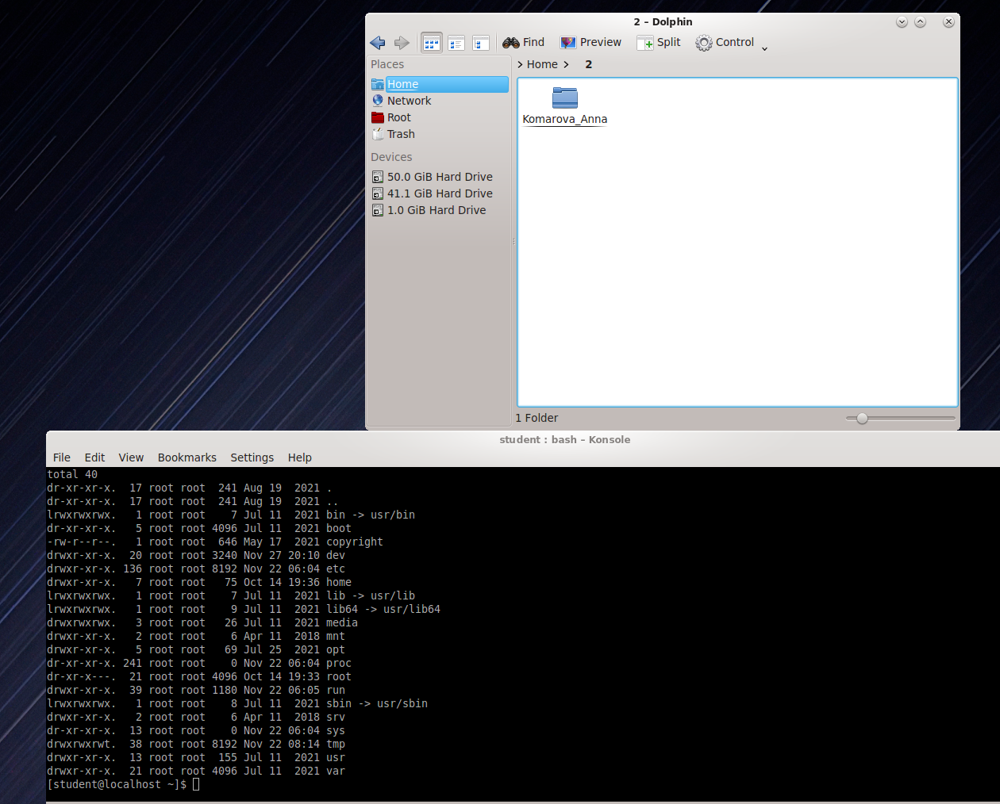 2 – Dolphin
Find Preview Split Control
Places
Home
Network
Root
Trash
Devices
50.0 GiB Hard Drive
41.1 GiB Hard Drive
1.0 GiB Hard Drive
> Home > 2
Komarova_Anna
1 Folder
student : bash – Konsole
File Edit View Bookmarks Settings Help
total 40
dr-xr-xr-x.  17 root root  241 Aug 19  2021 .
dr-xr-xr-x.  17 root root  241 Aug 19  2021 ..
lrwxrwxrwx.   1 root root    7 Jul 11  2021 bin -> usr/bin
dr-xr-xr-x.   5 root root 4096 Jul 11  2021 boot
-rw-r--r--.   1 root root  646 May 17  2021 copyright
drwxr-xr-x.  20 root root 3240 Nov 27 20:10 dev
drwxr-xr-x. 136 root root 8192 Nov 22 06:04 etc
drwxr-xr-x.   7 root root   75 Oct 14 19:36 home
lrwxrwxrwx.   1 root root    7 Jul 11  2021 lib -> usr/lib
lrwxrwxrwx.   1 root root    9 Jul 11  2021 lib64 -> usr/lib64
drwxrwxrwx.   3 root root   26 Jul 11  2021 media
drwxr-xr-x.   2 root root    6 Apr 11  2018 mnt
drwxr-xr-x.   5 root root   69 Jul 25  2021 opt
dr-xr-xr-x. 241 root root    0 Nov 22 06:04 proc
dr-xr-x---.  21 root root 4096 Oct 14 19:33 root
drwxr-xr-x.  39 root root 1180 Nov 22 06:05 run
lrwxrwxrwx.   1 root root    8 Jul 11  2021 sbin -> usr/sbin
drwxr-xr-x.   2 root root    6 Apr 11  2018 srv
dr-xr-xr-x.  13 root root    0 Nov 22 06:04 sys
drwxrwxrwt.  38 root root 8192 Nov 22 08:14 tmp
drwxr-xr-x.  13 root root  155 Jul 11  2021 usr
drwxr-xr-x.  21 root root 4096 Jul 11  2021 var
[student@localhost ~]$